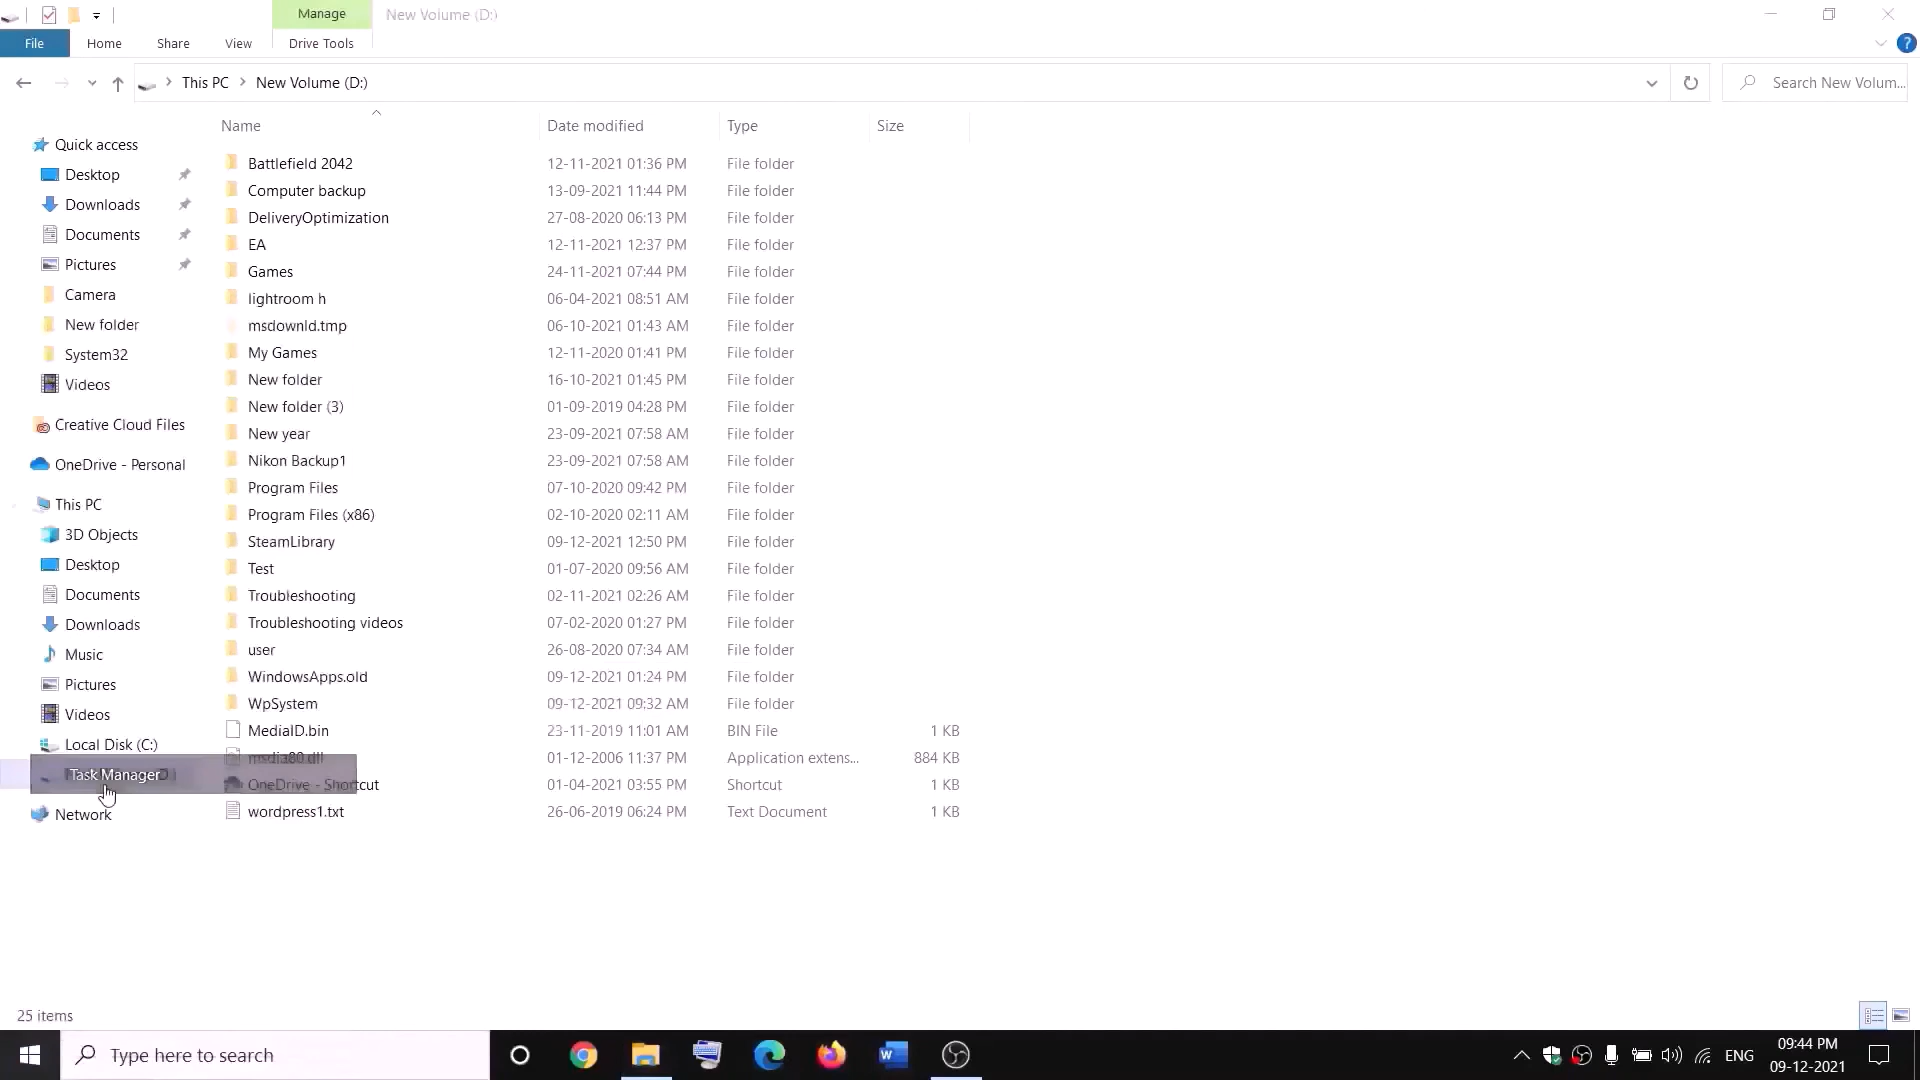 Manage
New Volume (D:)
File
Home
Share
View
Drive Tools
This PC
New Volume (D:)
Search New Volum...
Name
Date modified
Type
Size
Quick access
Desktop
Downloads
Documents
Pictures
Camera
New folder
System32
Videos
Creative Cloud Files
OneDrive - Personal
This PC
3D Objects
Desktop
Documents
Downloads
Music
Pictures
Videos
Local Disk (C:)
Task Manager
Network
Battlefield 2042 12-11-2021 01:36 PM File folder
Computer backup 13-09-2021 11:44 PM File folder
DeliveryOptimization 27-08-2020 06:13 PM File folder
EA 12-11-2021 12:37 PM File folder
Games 24-11-2021 07:44 PM File folder
lightroom h 06-04-2021 08:51 AM File folder
msdownld.tmp 06-10-2021 01:43 AM File folder
My Games 12-11-2020 01:41 PM File folder
New folder 16-10-2021 01:45 PM File folder
New folder (3) 01-09-2019 04:28 PM File folder
New year 23-09-2021 07:58 AM File folder
Nikon Backup1 23-09-2021 07:58 AM File folder
Program Files 07-10-2020 09:42 PM File folder
Program Files (x86) 02-10-2020 02:11 AM File folder
SteamLibrary 09-12-2021 12:50 PM File folder
Test 01-07-2020 09:56 AM File folder
Troubleshooting 02-11-2021 02:26 AM File folder
Troubleshooting videos 07-02-2020 01:27 PM File folder
user 26-08-2020 07:34 AM File folder
WindowsApps.old 09-12-2021 01:24 PM File folder
WpSystem 09-12-2021 09:32 AM File folder
MediaID.bin 23-11-2019 11:01 AM BIN File 1 KB
01-12-2006 11:37 PM Application extens... 884 KB
OneDrive - Shortcut 01-04-2021 03:55 PM Shortcut 1 KB
wordpress1.txt 26-06-2019 06:24 PM Text Document 1 KB
25 items
Type here to search
ENG
09:44 PM
09-12-2021